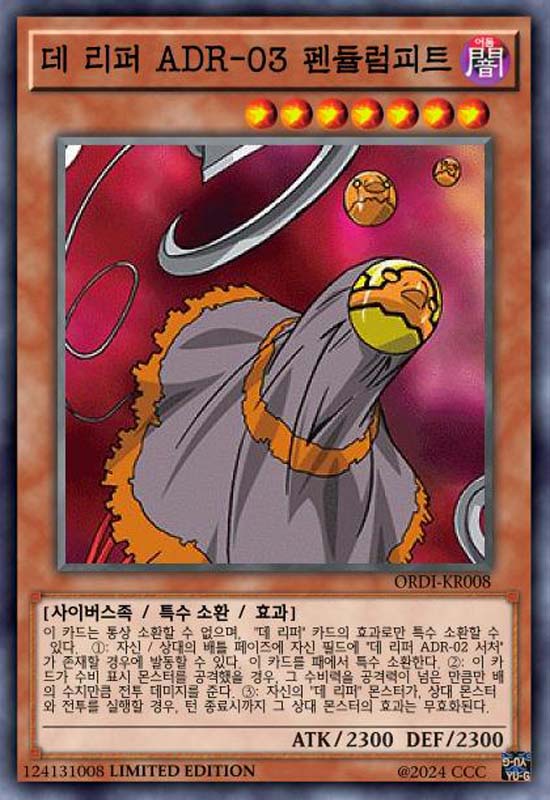 데 리퍼 ADR-03 펜듈럼피트
어둠
闇
ORDI-KR008
[사이버스족 / 특수 소환 / 효과]
이 카드는 통상 소환할 수 없으며, "데 리퍼" 카드의 효과로만 특수 소환할 수
있다. ①: 자신 / 상대의 배틀 페이즈에 자신 필드에 "데 리퍼 ADR-02 서처"
가 존재할 경우에 발동할 수 있다. 이 카드를 패에서 특수 소환한다. ②: 이 카
드가 수비 표시 몬스터를 공격했을 경우, 그 수비력을 공격력이 넘은 만큼만 배
의 수치만큼 전투 데미지를 준다. ③: 자신의 "데 리퍼" 몬스터가, 상대 몬스터
와 전투를 실행할 경우, 턴 종료시까지 그 상대 몬스터의 효과는 무효화된다.
ATK/2300 DEF/2300
124131008 LIMITED EDITION
@2024 CCC